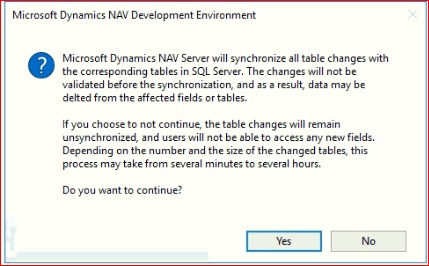 Microsoft Dynamics NAV Development Environment
Microsoft Dynamics NAV Server will synchronize all table changes with
the corresponding tables in SQL Server. The changes will not be
validated before the synchronization, and as a result, data may be
delted from the affected fields or tables.
If you choose to not continue, the table changes will remain
unsynchronized, and users will not be able to access any new fields.
Depending on the number and the size of the changed tables, this
process may take from several minutes to several hours.
Do you want to continue?
Yes
No